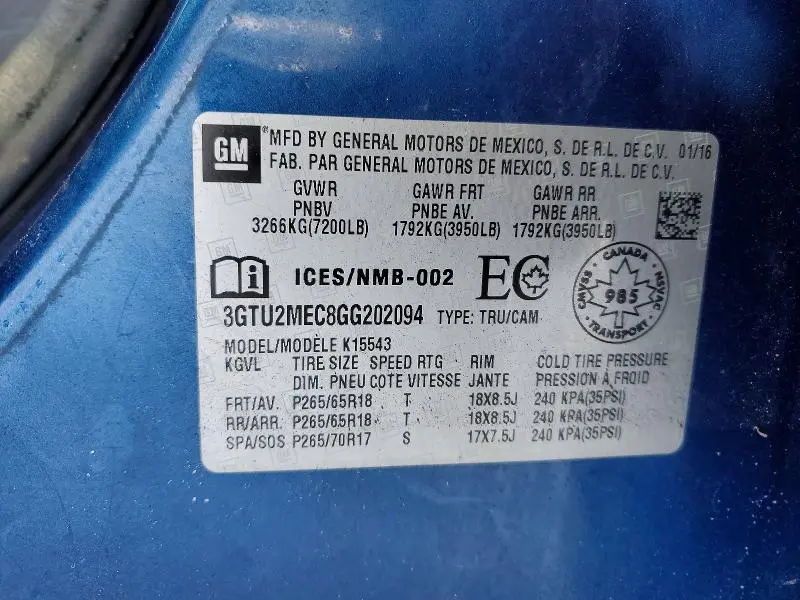 GM
®MFD BY GENERAL MOTORS DE MEXICO, S. DE R.L. DE C.V. 01/16
FAB. PAR GENERAL MOTORS DE MEXICO, S. DE R.L. DE C.V.
GVWR GAWR FRT GAWR RR
PNBV PNBE AV. PNBE ARR.
3266KG(7200LB) 1792KG(3950LB) 1792KG(3950LB)
i ICES/NMB-002 EC
CANADA
CMVSS 985 NSVAC
TRANSPORT
3GTU2MEC8GG202094 TYPE: TRU/CAM
MODEL/MODÈLE K15543
KGVL TIRE SIZE SPEED RTG RIM COLD TIRE PRESSURE
DIM. PNEU COTE VITESSE JANTE PRESSION À FROID
FRT/AV. P265/65R18 T 18X8.5J 240 KPA(35PSI)
RR/ARR. P265/65R18 T 18X8.5J 240 KPA(35PSI)
SPA/SOS P265/70R17 S 17X7.5J 240 KPA(35PSI)